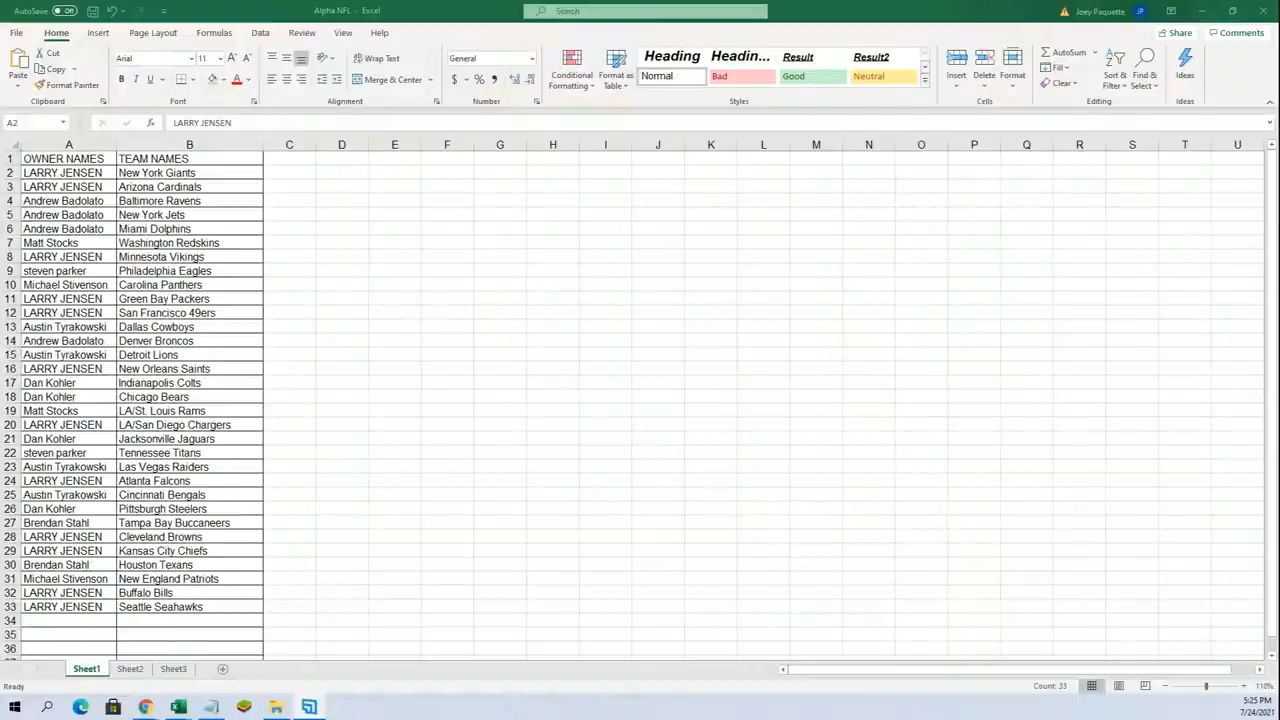 AutoSave Off Alpha NFL - Excel Search Joey Paquette JP
File Home Insert Page Layout Formulas Data Review View Help Share Comments
Paste Cut Copy Format Painter Clipboard
Arial 11 A A B I U A Font
Wrap Text Merge & Center Alignment
General $ % Number
Conditional Formatting Format as Table
Heading Headin... Result Result2
Normal Bad Good Neutral
Styles
Insert Delete Format Cells
AutoSum Fill Clear Sort & Filter Find & Select Editing
Ideas Ideas
A2 fx LARRY JENSEN
A B C D E F G H I J K L M N O P Q R S T U
1 OWNER NAMES TEAM NAMES
2 LARRY JENSEN New York Giants
3 LARRY JENSEN Arizona Cardinals
4 Andrew Badolato Baltimore Ravens
5 Andrew Badolato New York Jets
6 Andrew Badolato Miami Dolphins
7 Matt Stocks Washington Redskins
8 LARRY JENSEN Minnesota Vikings
9 steven parker Philadelphia Eagles
10 Michael Stivenson Carolina Panthers
11 LARRY JENSEN Green Bay Packers
12 LARRY JENSEN San Francisco 49ers
13 Austin Tyrakowski Dallas Cowboys
14 Andrew Badolato Denver Broncos
15 Austin Tyrakowski Detroit Lions
16 LARRY JENSEN New Orleans Saints
17 Dan Kohler Indianapolis Colts
18 Dan Kohler Chicago Bears
19 Matt Stocks LA/St. Louis Rams
20 LARRY JENSEN LA/San Diego Chargers
21 Dan Kohler Jacksonville Jaguars
22 steven parker Tennessee Titans
23 Austin Tyrakowski Las Vegas Raiders
24 LARRY JENSEN Atlanta Falcons
25 Austin Tyrakowski Cincinnati Bengals
26 Dan Kohler Pittsburgh Steelers
27 Brendan Stahl Tampa Bay Buccaneers
28 LARRY JENSEN Cleveland Browns
29 LARRY JENSEN Kansas City Chiefs
30 Brendan Stahl Houston Texans
31 Michael Stivenson New England Patriots
32 LARRY JENSEN Buffalo Bills
33 LARRY JENSEN Seattle Seahawks
34
35
36
Sheet1 Sheet2 Sheet3
Ready Count: 33 110%
5:25 PM
7/24/2021